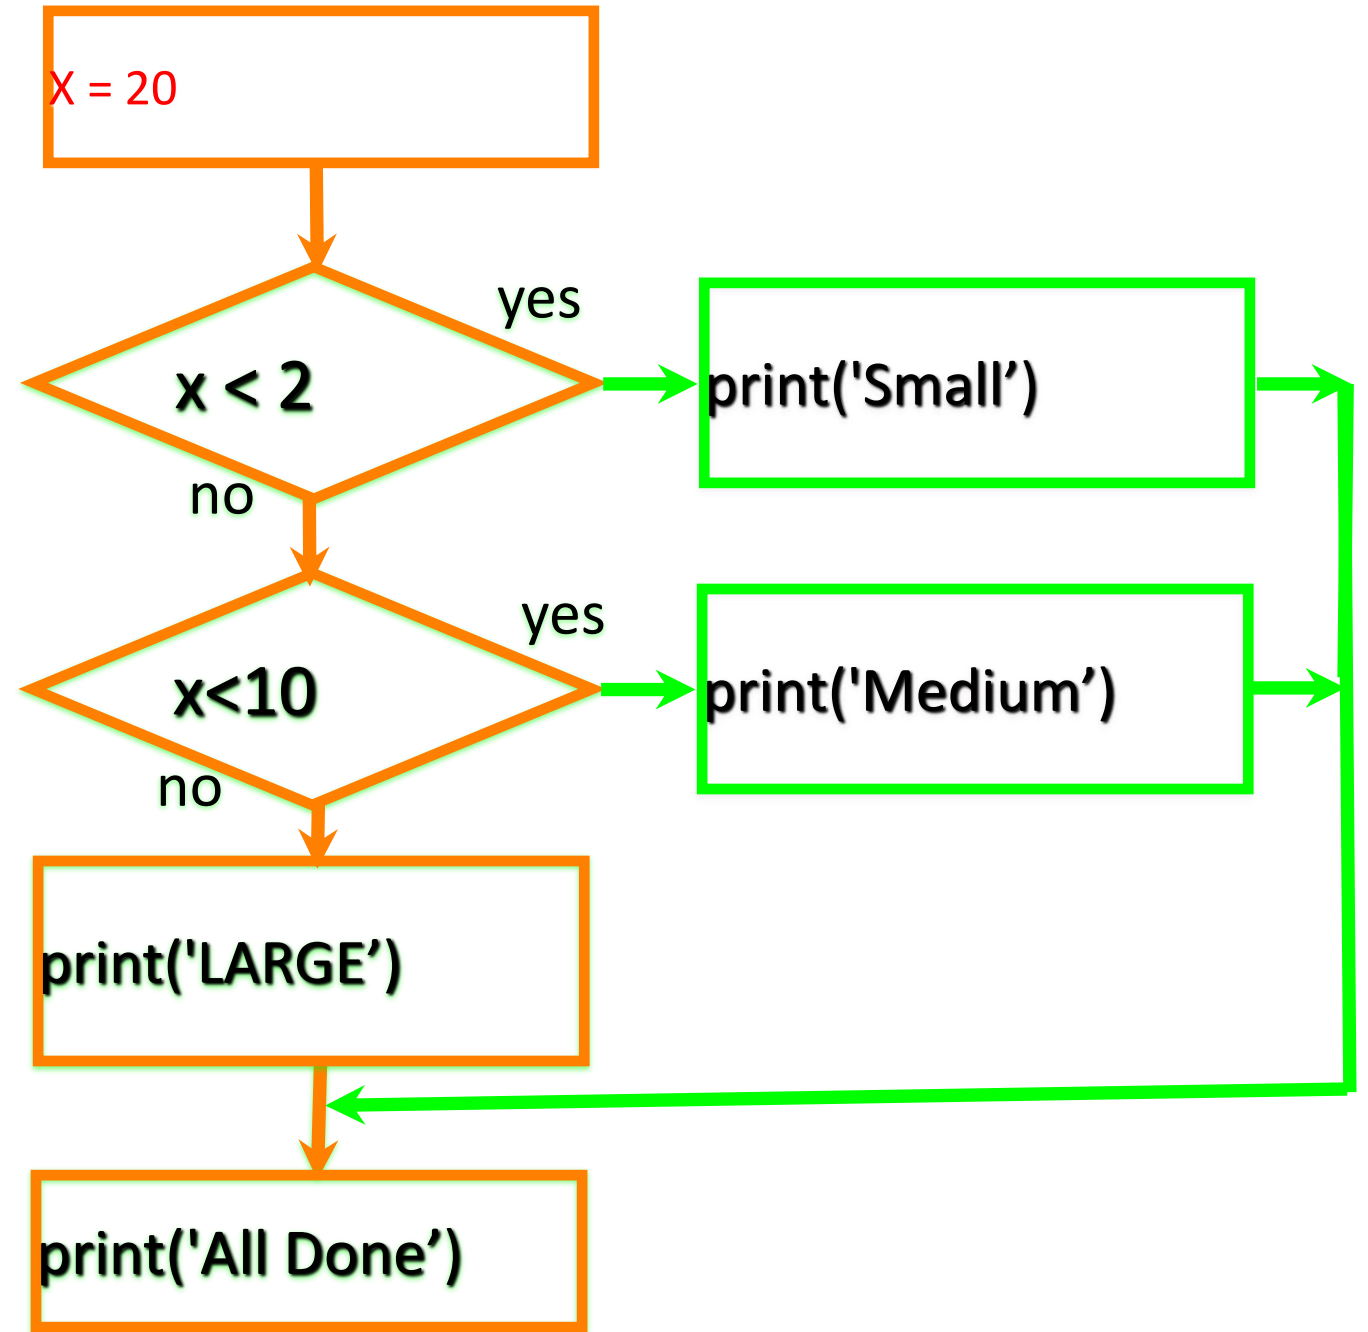 X = 20
yes
x < 2
print('Small’)
no
yes
x<10
print('Medium’)
no
print('LARGE’)
print('All Done’)